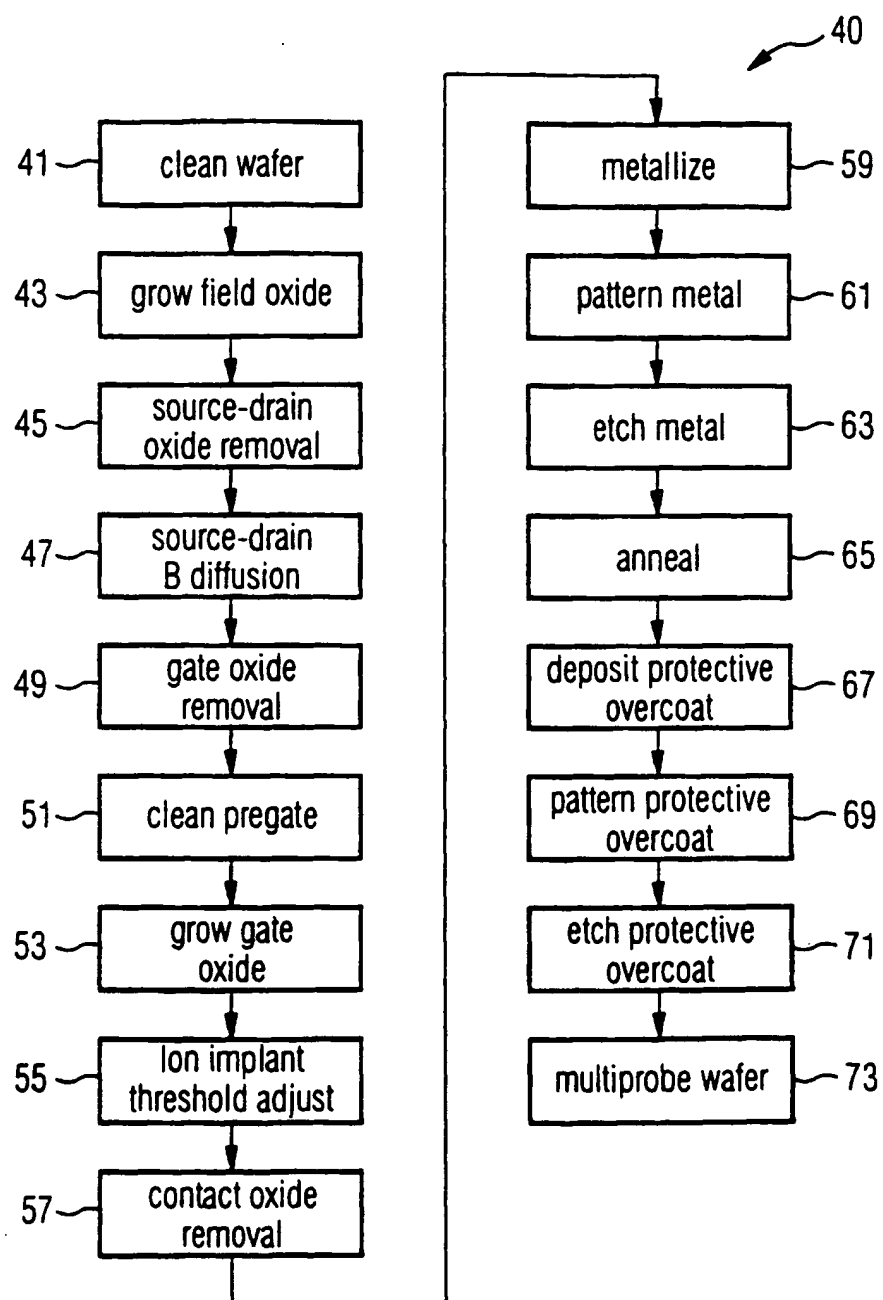 40
41
clean wafer
43
grow field oxide
45
source-drain
oxide removal
47
source-drain
B diffusion
49
gate oxide
removal
51
clean pregate
53
grow gate
oxide
55
Ion implant
threshold adjust
57
contact oxide
removal
metallize
59
pattern metal
61
etch metal
63
anneal
65
deposit protective
overcoat
67
pattern protective
overcoat
69
etch protective
overcoat
71
multiprobe wafer
73